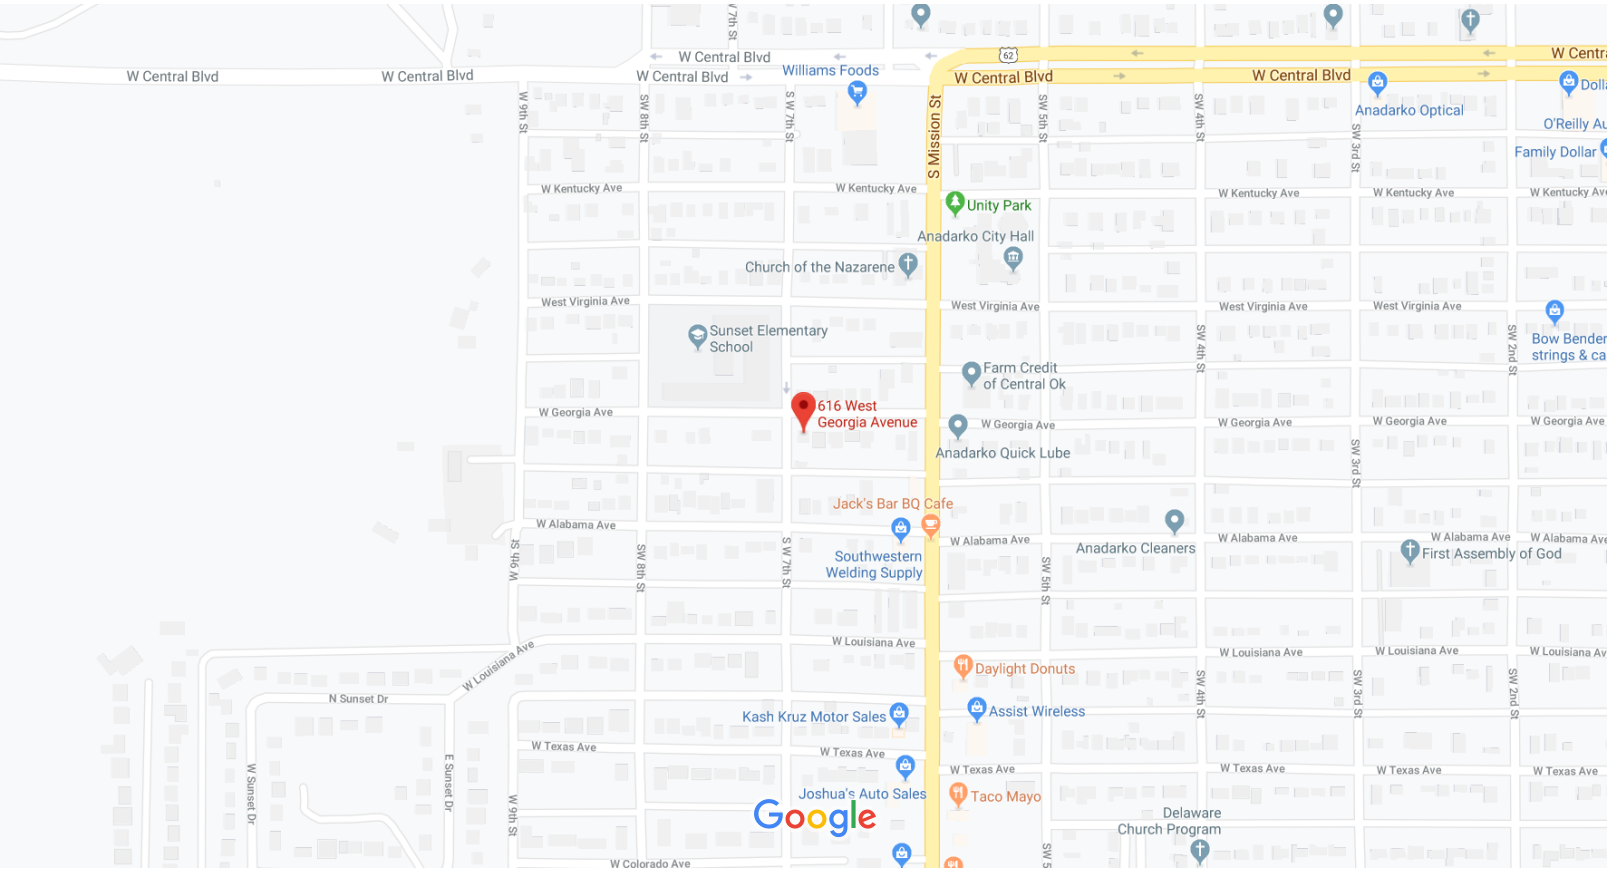 W 7th St
62
W Central Blvd
W Centr
W Central Blvd
W Central Blvd
W Central Blvd
W Central Blvd
W Central Blvd
Williams Foods
Anadarko Optical
Dolla
O'Reilly Au
Family Dollar
W 9th St
SW 8th St
S W 7th St
S Mission St
SW 5th St
SW 4th St
SW 3rd St
W Kentucky Ave
W Kentucky Ave
W Kentucky Ave
W Kentucky Ave
W Kentucky Av
Unity Park
Anadarko City Hall
Church of the Nazarene
West Virginia Ave
West Virginia Ave
West Virginia Ave
West Virginia Ave
Sunset Elementary
School
SW 4th St
SW 2nd St
Bow Bender
strings & ca
Farm Credit
of Central Ok
616 West
Georgia Avenue
W Georgia Ave
W Georgia Ave
W Georgia Ave
W Georgia Ave
W Georgia Ave
Anadarko Quick Lube
SW 3rd St
Jack's Bar BQ Cafe
W Alabama Ave
W Alabama Ave
W Alabama Ave
W Alabama Ave
W Alabama Av
Anadarko Cleaners
First Assembly of God
Southwestern
Welding Supply
W 9th St
SW 8th St
S W 7th St
SW 5th St
W Louisiana Ave
W Louisiana Ave
W Louisiana Ave
W Louisiana Ave
W Louisiana Av
Daylight Donuts
N Sunset Dr
SW 4th St
SW 3rd St
SW 2nd St
Kash Kruz Motor Sales
Assist Wireless
W Texas Ave
W Texas Ave
W Texas Ave
W Texas Ave
W Texas Ave
W Texas Ave
W Sunset Dr
E Sunset Dr
W 9th St
Joshua's Auto Sales
Taco Mayo
Google
Delaware
Church Program
W Colorado Ave
SW 5